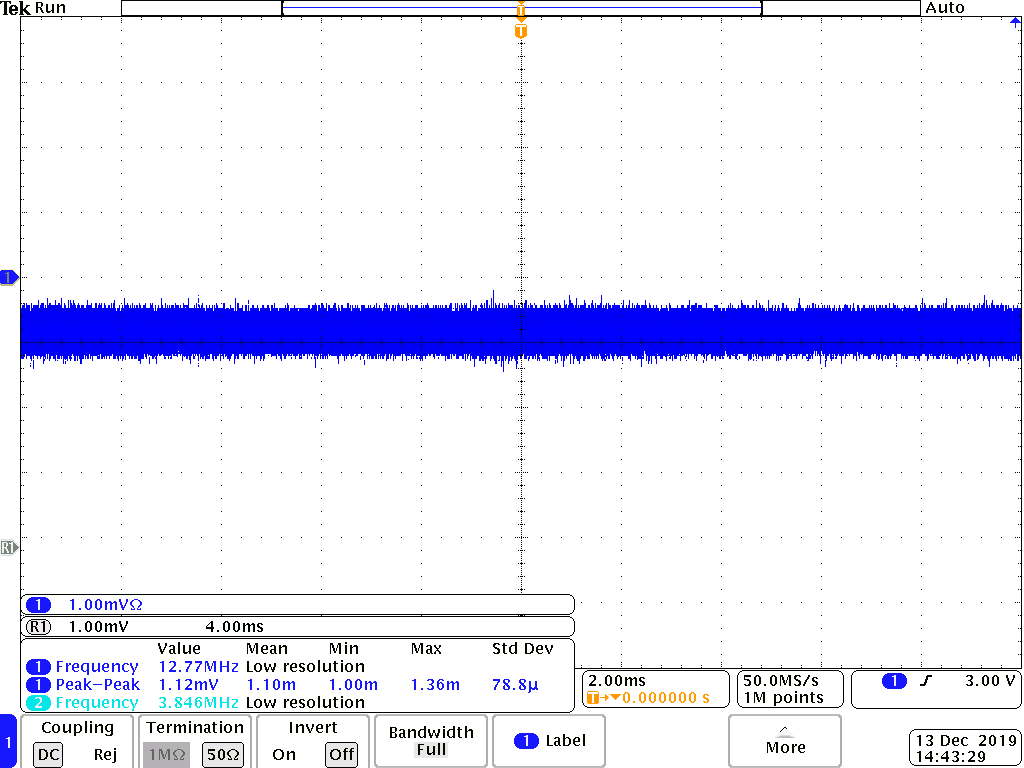 Tek Run Auto
T
T
1
R1
1 1.00mVΩ
R1 1.00mV 4.00ms
Value Mean Min Max Std Dev
1 Frequency 12.77MHz Low resolution
1 Peak−Peak 1.12mV 1.10m 1.00m 1.36m 78.8µ
2 Frequency 3.846MHz Low resolution
2.00ms
T→▼0.000000 s
50.0MS/s
1M points
1 3.00 V
1
Coupling
DC Rej
Termination
1MΩ 50Ω
Invert
On Off
Bandwidth
Full
1 Label
More
13 Dec 2019
14:43:29